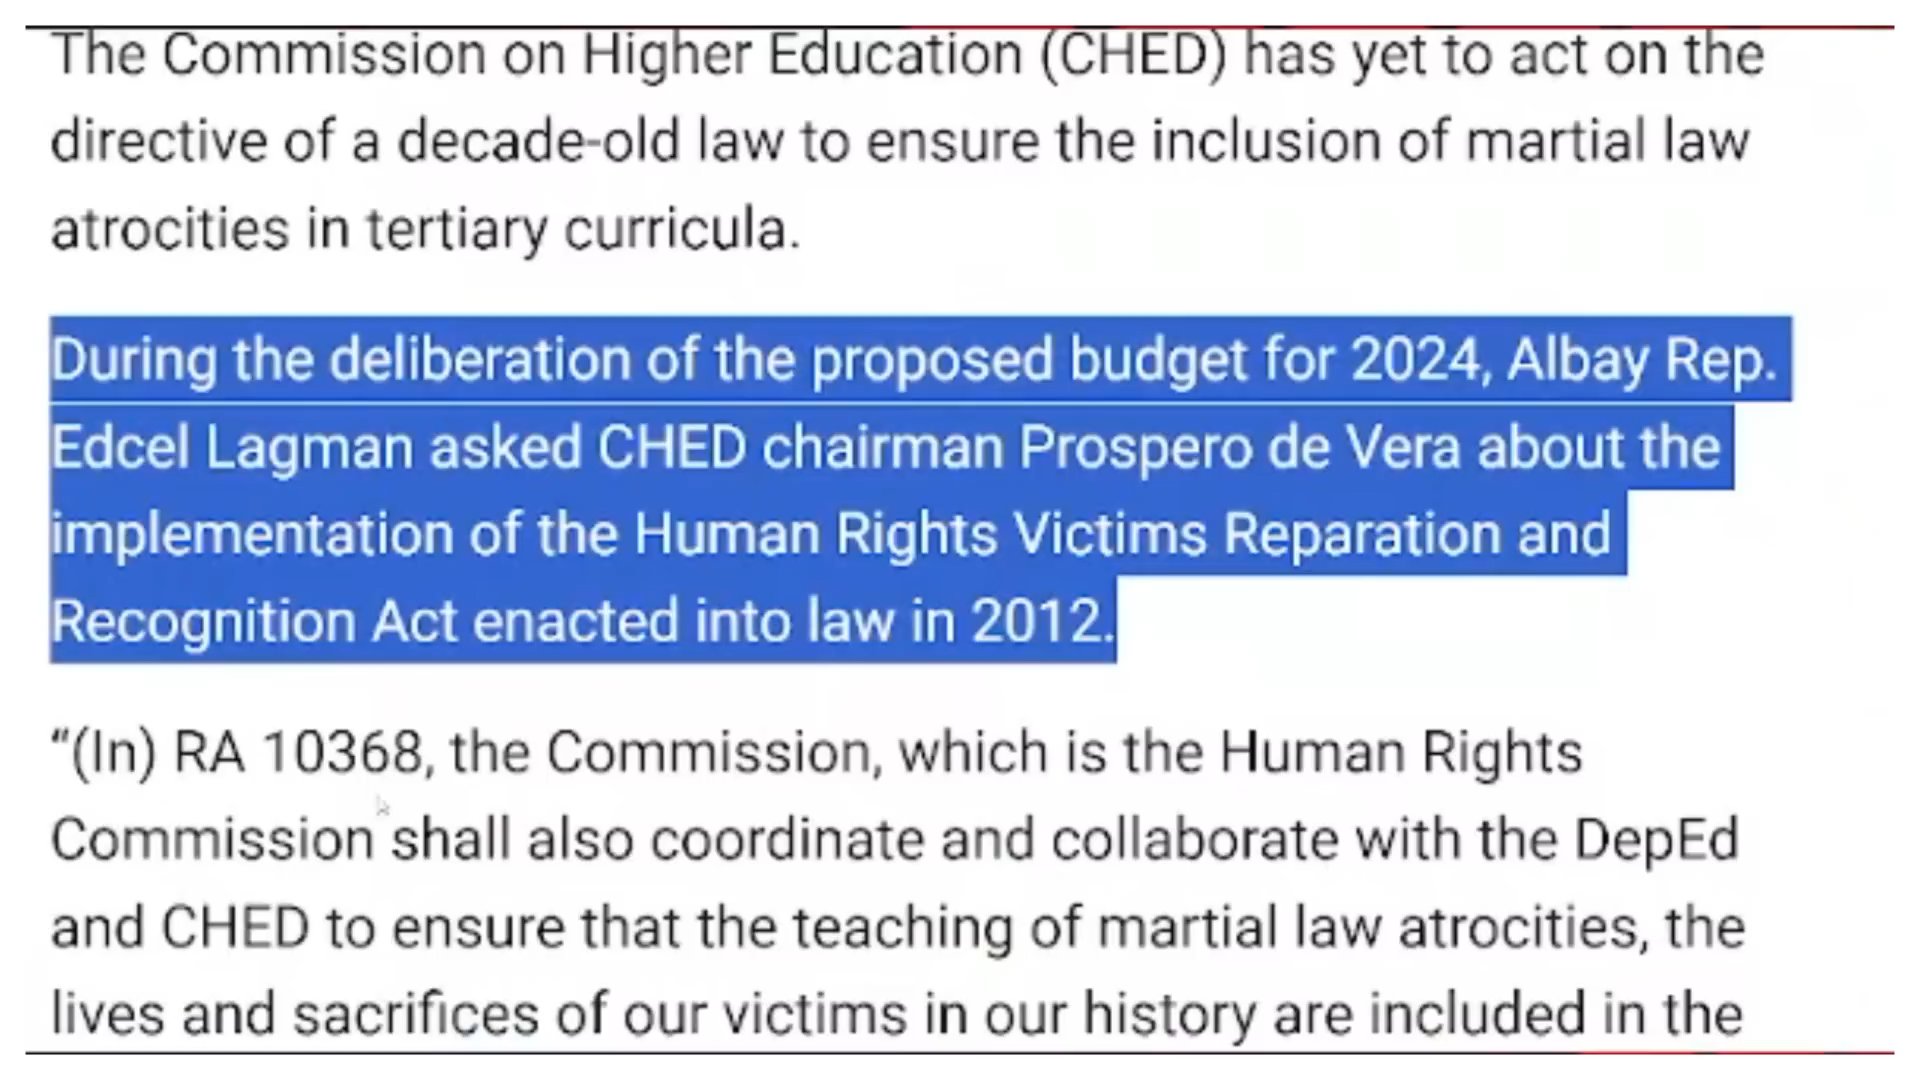 The Commission on Higher Education (CHED) has yet to act on the
directive of a decade-old law to ensure the inclusion of martial law
atrocities in tertiary curricula.
During the deliberation of the proposed budget for 2024, Albay Rep.
Edcel Lagman asked CHED chairman Prospero de Vera about the
implementation of the Human Rights Victims Reparation and
Recognition Act enacted into law in 2012.
“(In) RA 10368, the Commission, which is the Human Rights
Commission shall also coordinate and collaborate with the DepEd
and CHED to ensure that the teaching of martial law atrocities, the
lives and sacrifices of our victims in our history are included in the